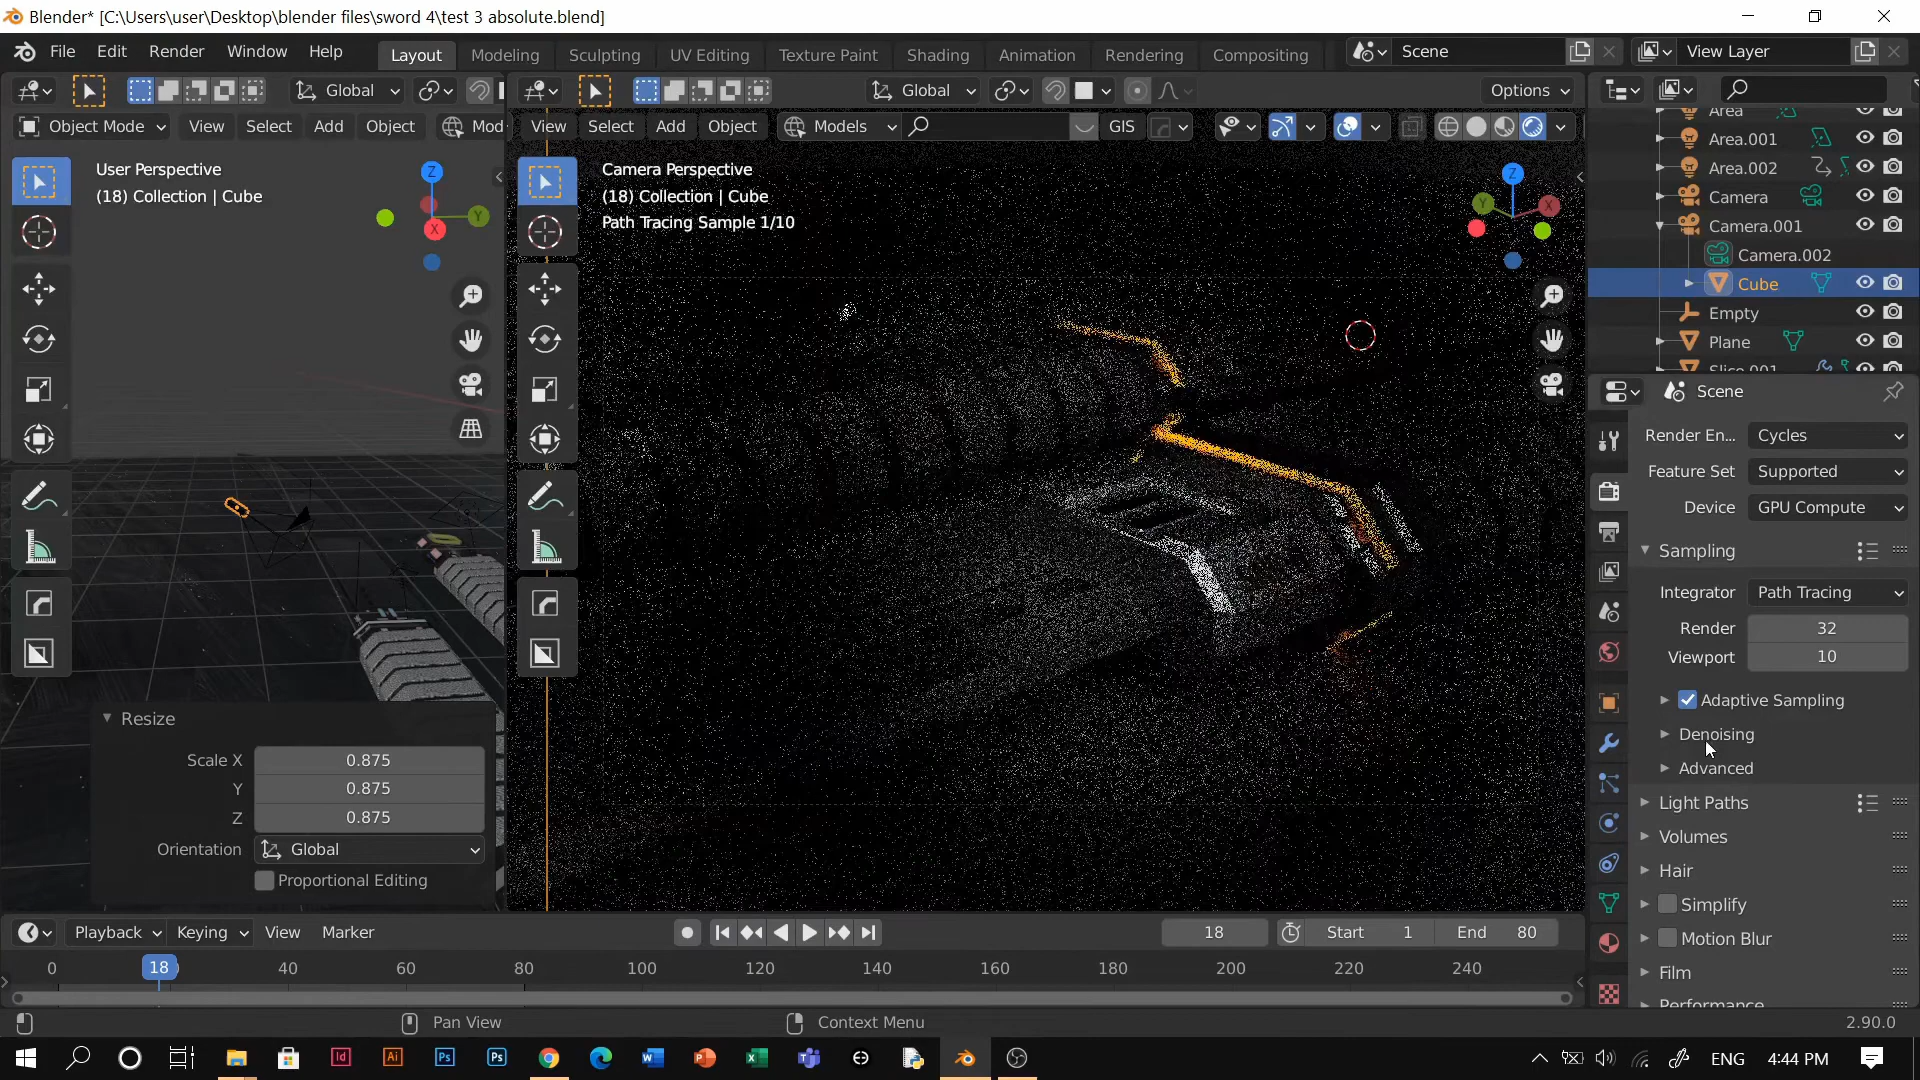 Blender* [C:\Users\user\Desktop\blender files\sword 4\test 3 absolute.blend]
File Edit Render Window Help
Layout Modeling Sculpting UV Editing Texture Paint Shading Animation Rendering Compositing
Scene
View Layer
Global
Global
Options
Object Mode View Select Add Object Mod
View Select Add Object Models GIS
User Perspective
(18) Collection | Cube
Camera Perspective
(18) Collection | Cube
Path Tracing Sample 1/10
Z
Y
X
Z
Y
X
Area
Area.001
Area.002
Camera
Camera.001
Camera.002
Cube
Empty
Plane
Slice.001
Scene
Render En... Cycles
Feature Set Supported
Device GPU Compute
Sampling
Integrator Path Tracing
Render 32
Viewport 10
Adaptive Sampling
Denoising
Advanced
Light Paths
Volumes
Hair
Simplify
Motion Blur
Film
Performance
Resize
Scale X 0.875
Y 0.875
Z 0.875
Orientation Global
Proportional Editing
Playback Keying View Marker
18 Start 1 End 80
0 18 40 60 80 100 120 140 160 180 200 220 240
Pan View
Context Menu
2.90.0
Id Ai Ps Ps
ENG 4:44 PM